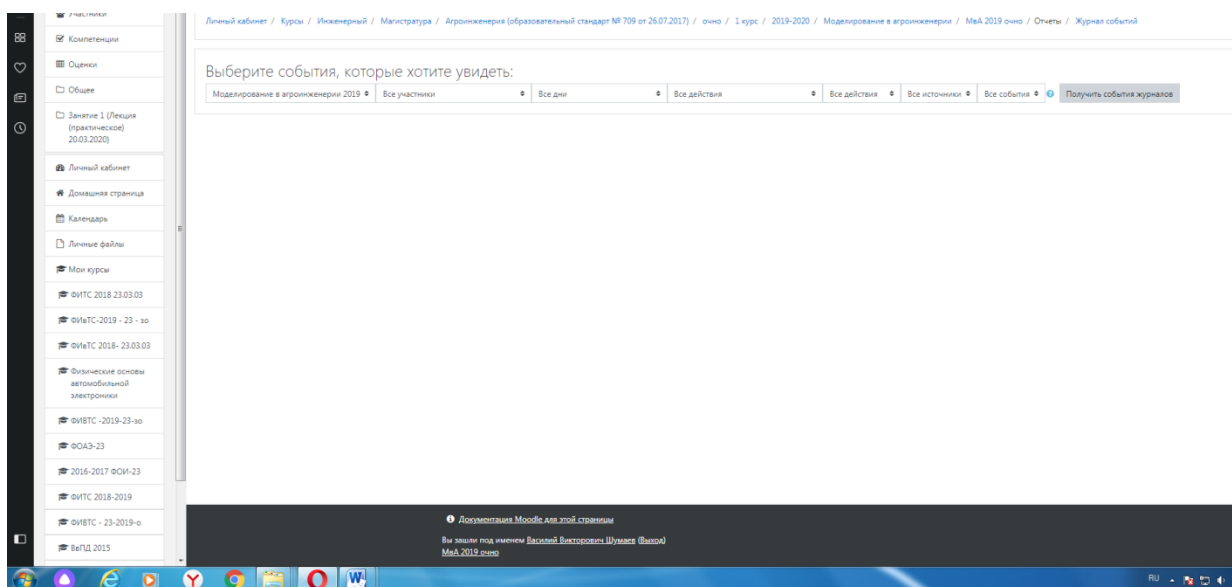 Участники
Личный кабинет / Курсы / Инженерный / Магистратура / Агроинженерия (образовательный стандарт № 709 от 26.07.2017) / очно / 1 курс / 2019-2020 / Моделирование в агроинженерии / МвА 2019 очно / Отчеты / Журнал событий
Компетенции
Оценки
Общее
Занятие 1 (Лекция
(практическое)
20.03.2020)
Личный кабинет
Домашняя страница
Календарь
Личные файлы
Мои курсы
ФИТС 2018 23.03.03
ФИвТС-2019 - 23 - зо
ФИвТС 2018- 23.03.03
Физические основы
автомобильной
электроники
ФИВТС -2019-23-зо
ФОАЭ-23
2016-2017 ФОИ-23
ФИТС 2018-2019
ФИВТС - 23-2019-о
ВвПД 2015
Выберите события, которые хотите увидеть:
Моделирование в агроинженерии 2019 Все участники Все дни Все действия Все действия Все источники Все события Получить события журналов
Документация Moodle для этой страницы
Вы зашли под именем Василий Викторович Шумаев (Выход)
МвА 2019 очно
RU